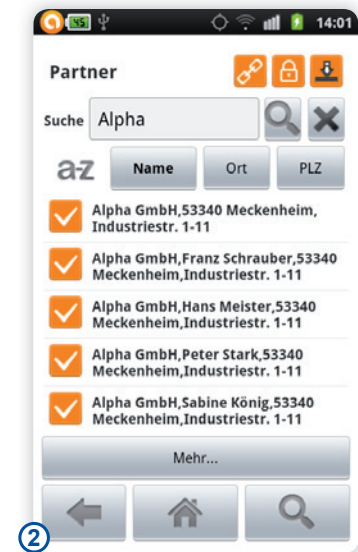 45
14:01
Partner
Suche Alpha
a-z Name Ort PLZ
Alpha GmbH,53340 Meckenheim,
Industriestr. 1-11
Alpha GmbH,Franz Schrauber,53340
Meckenheim,Industriestr. 1-11
Alpha GmbH,Hans Meister,53340
Meckenheim,Industriestr. 1-11
Alpha GmbH,Peter Stark,53340
Meckenheim,Industriestr. 1-11
Alpha GmbH,Sabine König,53340
Meckenheim,Industriestr. 1-11
Mehr...
2